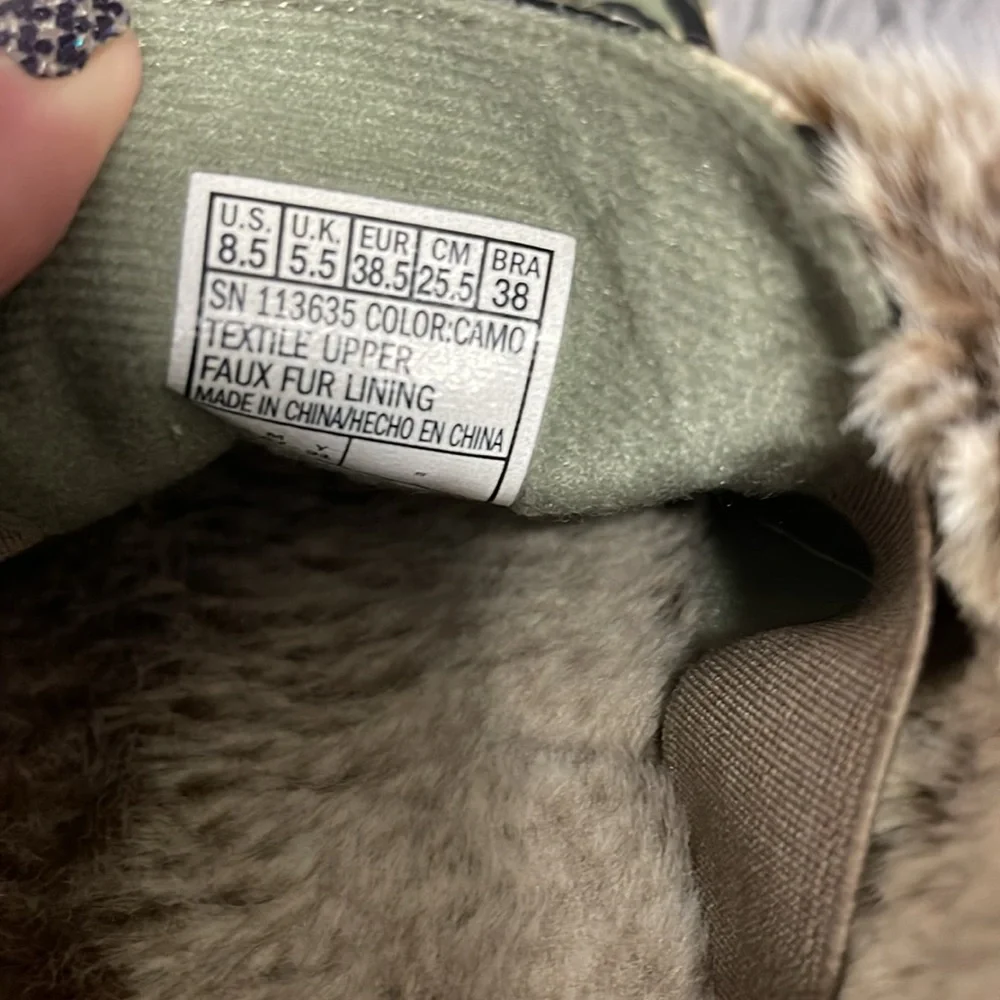 U.S. U.K. EUR CM BRA
8.5 5.5 38.5 25.5 38
SN 113635 COLOR:CAMO
TEXTILE UPPER
FAUX FUR LINING
MADE IN CHINA/HECHO EN CHINA
M Y